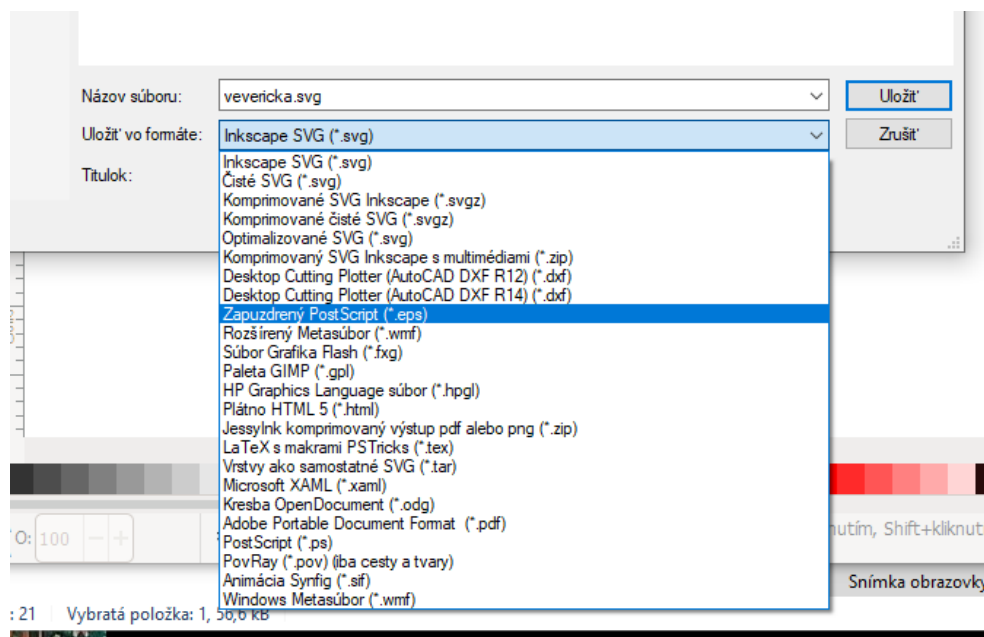 Názov súboru: vevericka.svg Uložiť
Uložiť vo formáte: Inkscape SVG (*.svg) Zrušiť
Titulok:
Inkscape SVG (*.svg)
Čisté SVG (*.svg)
Komprimované SVG Inkscape (*.svgz)
Komprimované čisté SVG (*.svgz)
Optimalizované SVG (*.svg)
Komprimovaný SVG Inkscape s multimédiami (*.zip)
Desktop Cutting Plotter (AutoCAD DXF R12) (*.dxf)
Desktop Cutting Plotter (AutoCAD DXF R14) (*.dxf)
Zapuzdrený PostScript (*.eps)
Rozšírený Metasúbor (*.wmf)
Súbor Grafika Flash (*.fxg)
Paleta GIMP (*.gpl)
HP Graphics Language súbor (*.hpgl)
Plátno HTML 5 (*.html)
JessyInk komprimovaný výstup pdf alebo png (*.zip)
LaTeX s makrami PSTricks (*.tex)
Vrstvy ako samostatné SVG (*.tar)
Microsoft XAML (*.xaml)
Kresba OpenDocument (*.odg)
Adobe Portable Document Format (*.pdf)
PostScript (*.ps)
PovRay (*.pov) (iba cesty a tvary)
Animácia Synfig (*.sif)
Windows Metasúbor (*.wmf)
O: 100 nutím, Shift+kliknut
Snímka obrazovky
: 21 Vybratá položka: 1, 56,6 kB